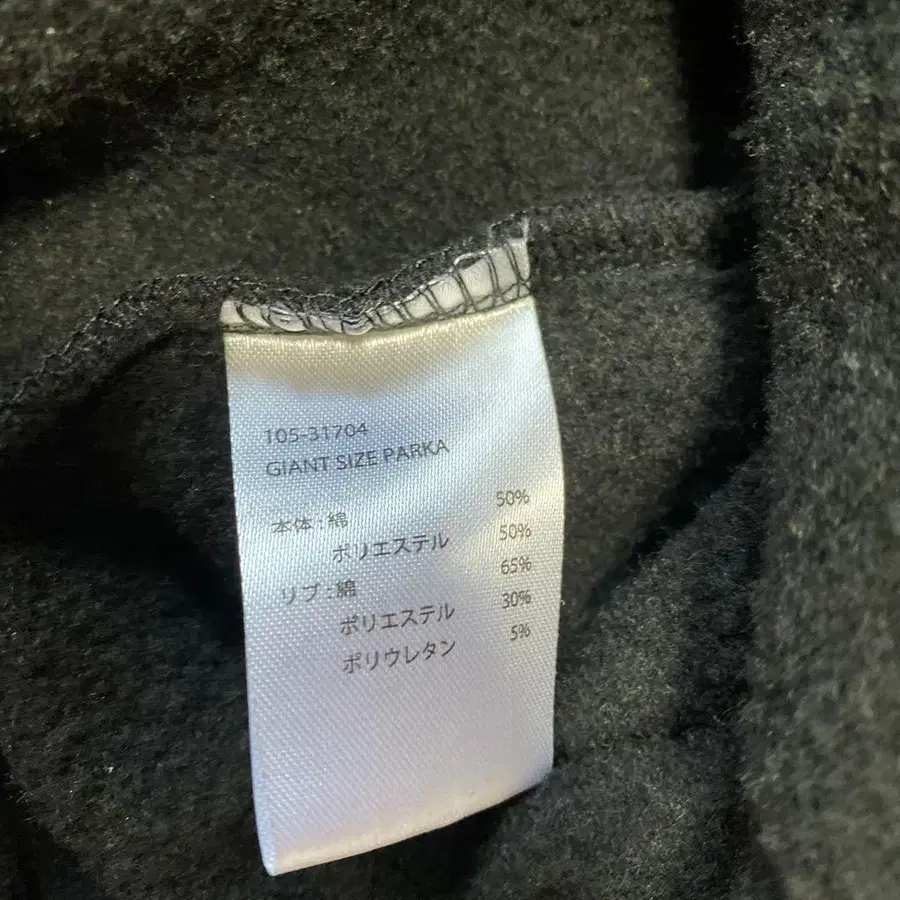 105-31704
GIANT SIZE PARKA
本体 : 綿 50%
ポリエステル 50%
リブ : 綿 65%
ポリエステル 30%
ポリウレタン 5%